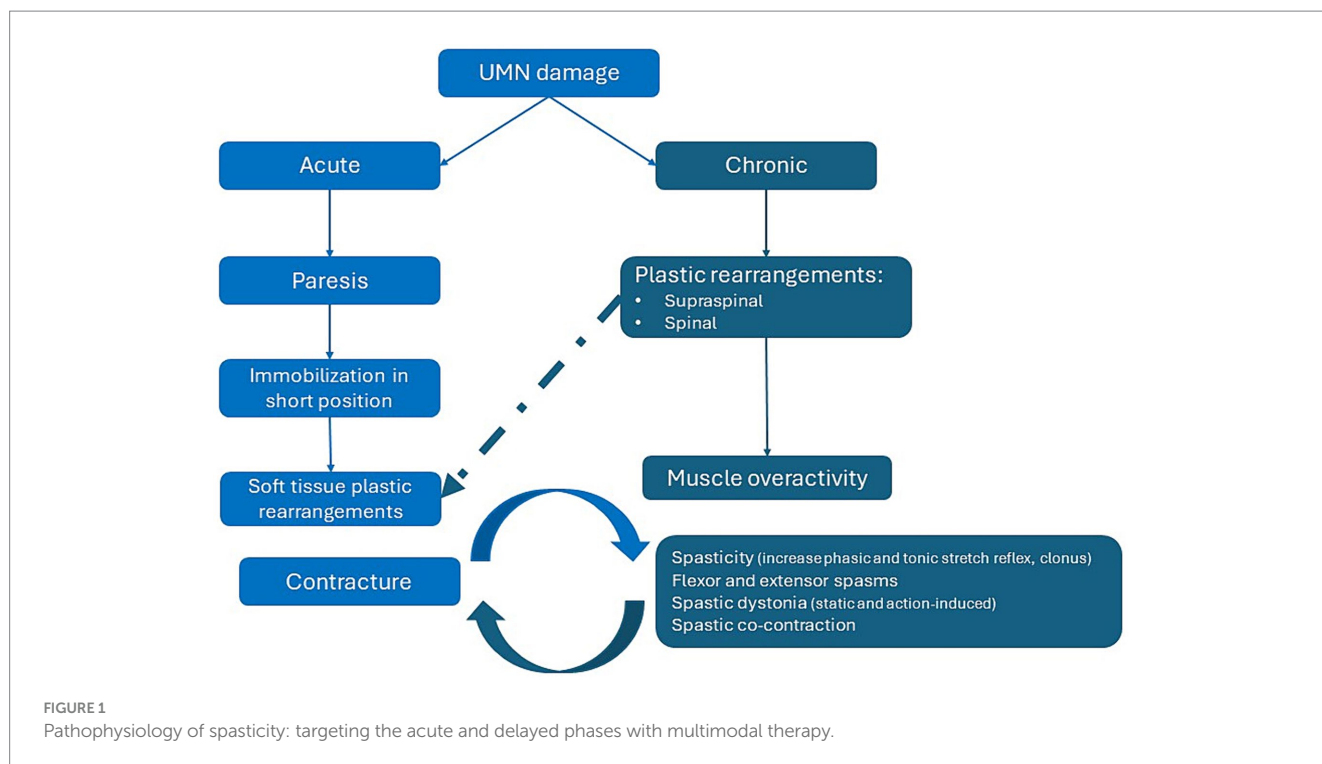 UMN damage
Acute
Chronic
Paresis
Plastic rearrangements:
• Supraspinal
• Spinal
Immobilization in
short position
Soft tissue plastic
rearrangements
Muscle overactivity
Contracture
Spasticity (increase phasic and tonic stretch reflex, clonus)
Flexor and extensor spasms
Spastic dystonia (static and action-induced)
Spastic co-contraction
FIGURE 1
Pathophysiology of spasticity: targeting the acute and delayed phases with multimodal therapy.